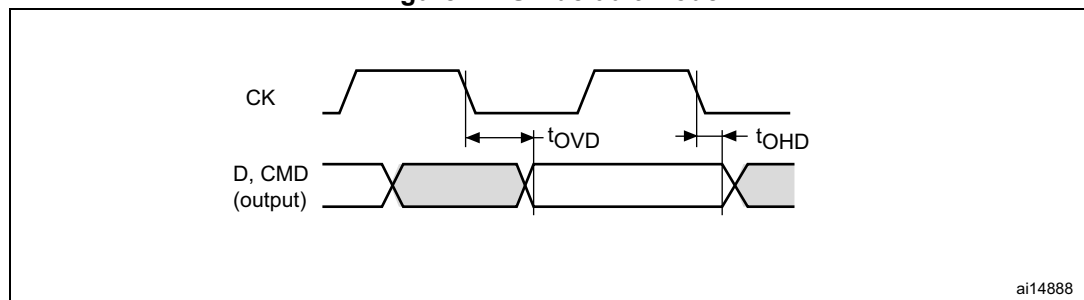 CK
tOVD
tOHD
D, CMD
(output)
ai14888